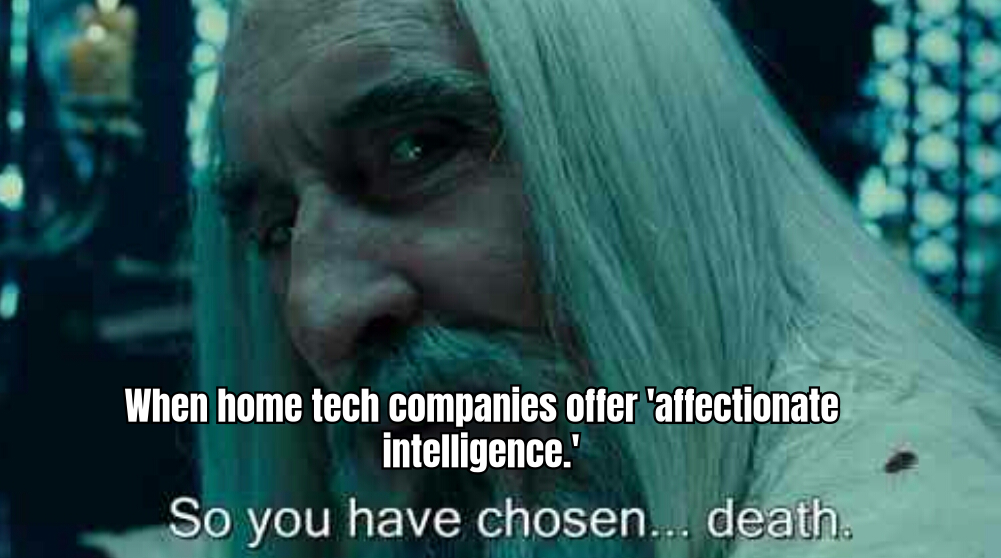 When home tech companies offer 'affectionate
intelligence.'
So you have chosen... death.